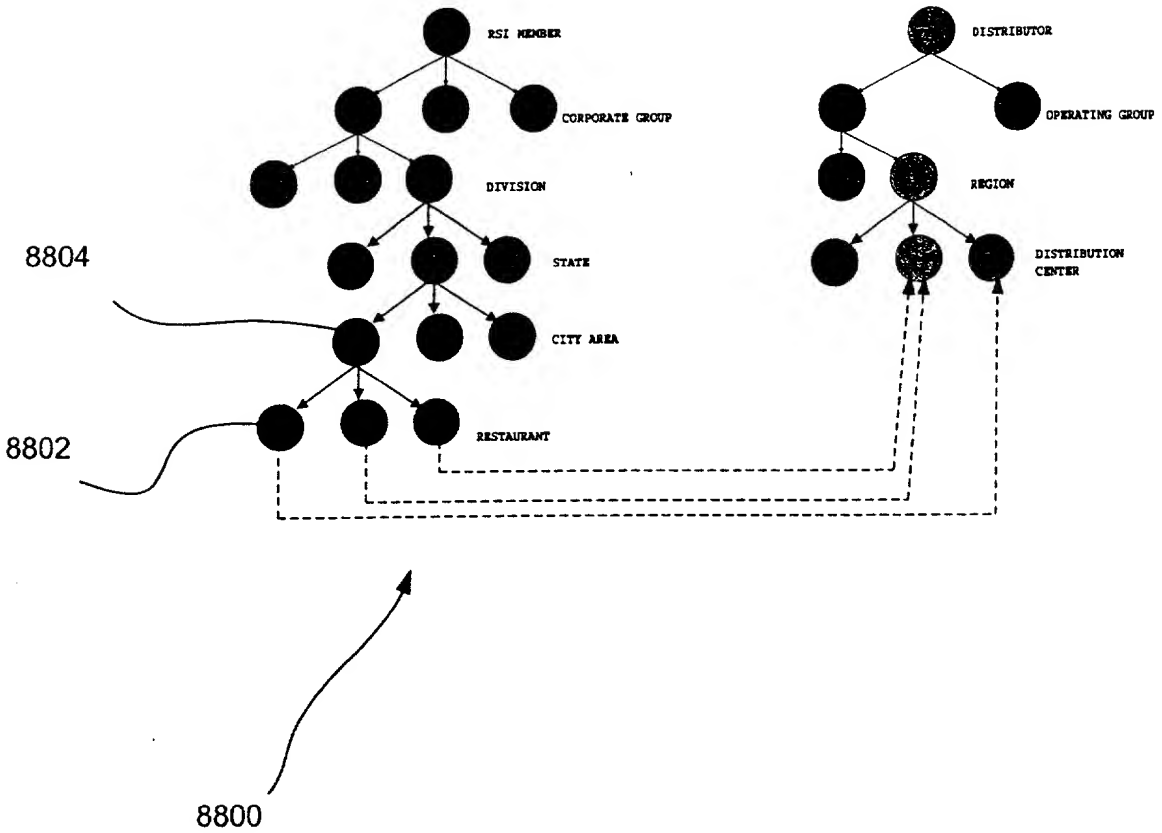 RSI MEMBER
DISTRIBUTOR
CORPORATE GROUP
OPERATING GROUP
DIVISION
REGION
8804
STATE
DISTRIBUTION
CENTER
CITY AREA
8802
RESTAURANT
8800